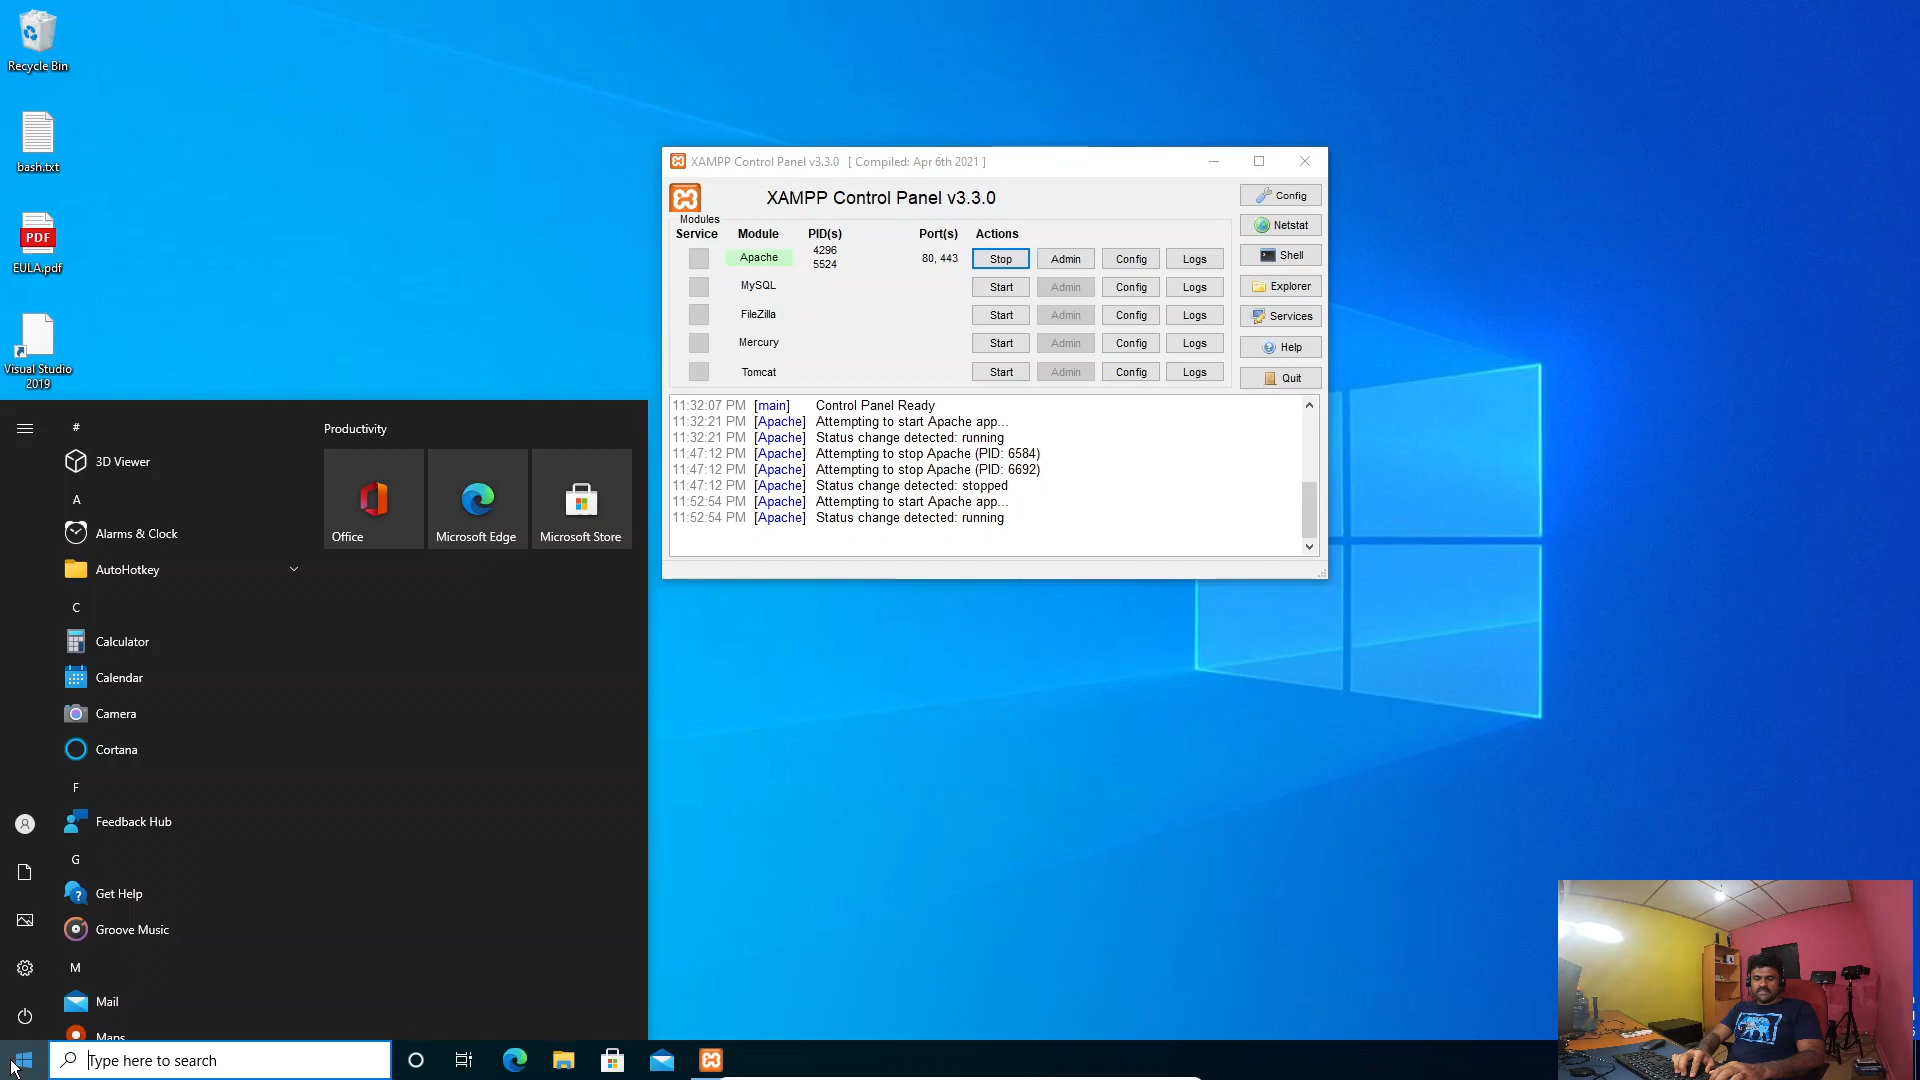 Recycle Bin
bash.txt
PDF
EULA.pdf
Visual Studio
2019
XAMPP Control Panel v3.3.0 [ Compiled: Apr 6th 2021 ]
XAMPP Control Panel v3.3.0
Config
Modules
Service Module PID(s) Port(s) Actions
Netstat
Apache 4296 5524 80, 443 Stop Admin Config Logs
Shell
MySQL Start Admin Config Logs
Explorer
FileZilla Start Admin Config Logs
Services
Mercury Start Admin Config Logs
Help
Tomcat Start Admin Config Logs
Quit
11:32:07 PM [main] Control Panel Ready
11:32:21 PM [Apache] Attempting to start Apache app...
11:32:21 PM [Apache] Status change detected: running
11:47:12 PM [Apache] Attempting to stop Apache (PID: 6584)
11:47:12 PM [Apache] Attempting to stop Apache (PID: 6692)
11:47:12 PM [Apache] Status change detected: stopped
11:52:54 PM [Apache] Attempting to start Apache app...
11:52:54 PM [Apache] Status change detected: running
#
3D Viewer
A
Alarms & Clock
AutoHotkey
C
Calculator
Calendar
Camera
Cortana
F
Feedback Hub
G
Get Help
Groove Music
M
Mail
Maps
Productivity
Office
Microsoft Edge
Microsoft Store
Type here to search